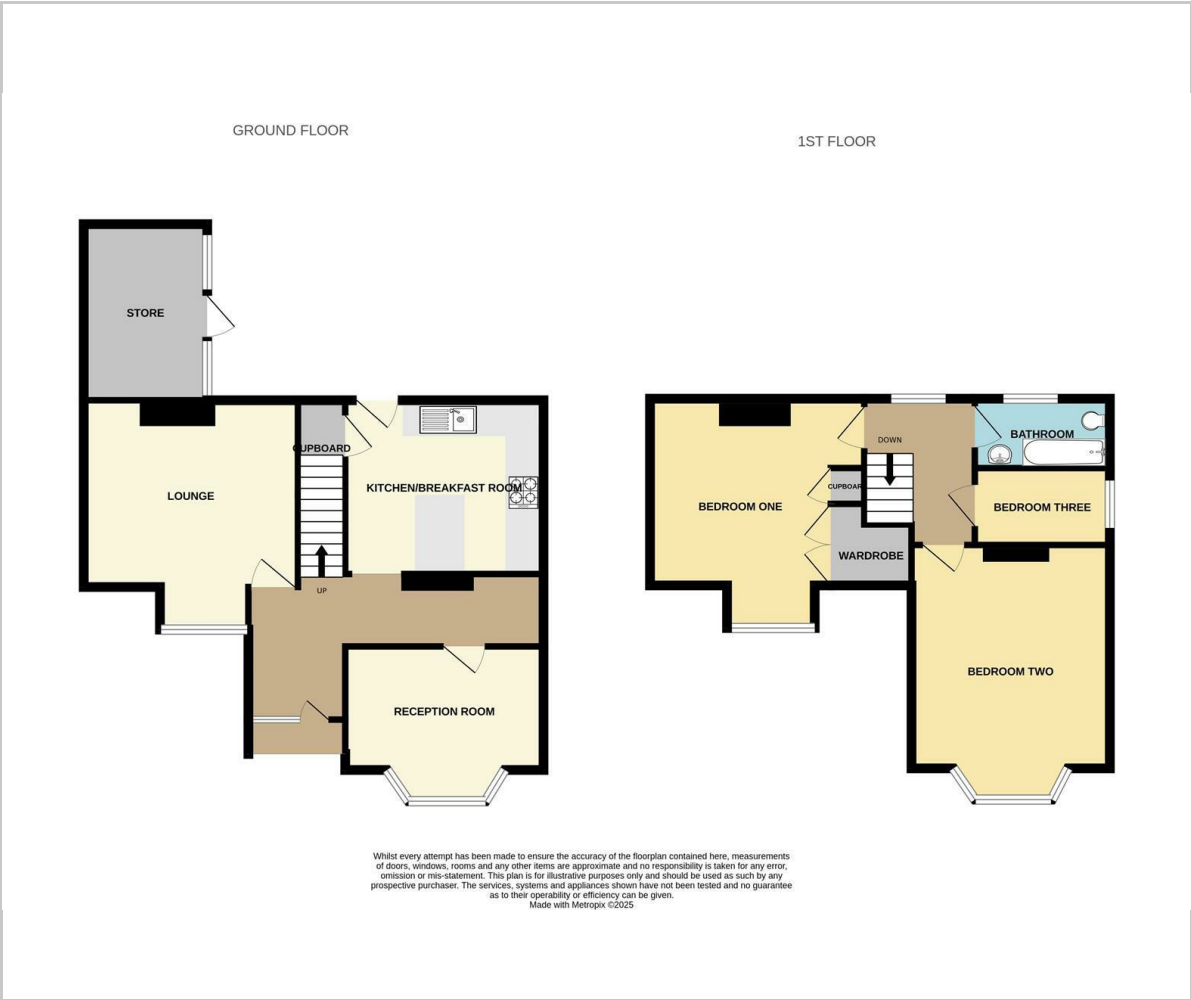 GROUND FLOOR
1ST FLOOR
STORE
CUPBOARD
LOUNGE
KITCHEN/BREAKFAST ROOM
UP
RECEPTION ROOM
DOWN
BATHROOM
CUPBOAR
BEDROOM ONE
BEDROOM THREE
WARDROBE
BEDROOM TWO
Whilst every attempt has been made to ensure the accuracy of the floorplan contained here, measurements
of doors, windows, rooms and any other items are approximate and no responsibility is taken for any error,
omission or mis-statement. This plan is for illustrative purposes only and should be used as such by any
prospective purchaser. The services, systems and appliances shown have not been tested and no guarantee
as to their operability or efficiency can be given.
Made with Metropix ©2025